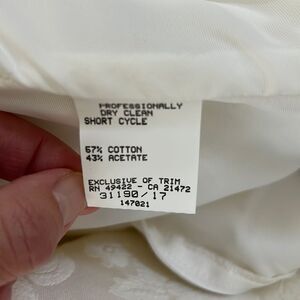 PROFESSIONALLY
DRY CLEAN
SHORT CYCLE
57% COTTON
43% ACETATE
EXCLUSIVE OF TRIM
RN 49422 - CA 21472
31190/17
147021